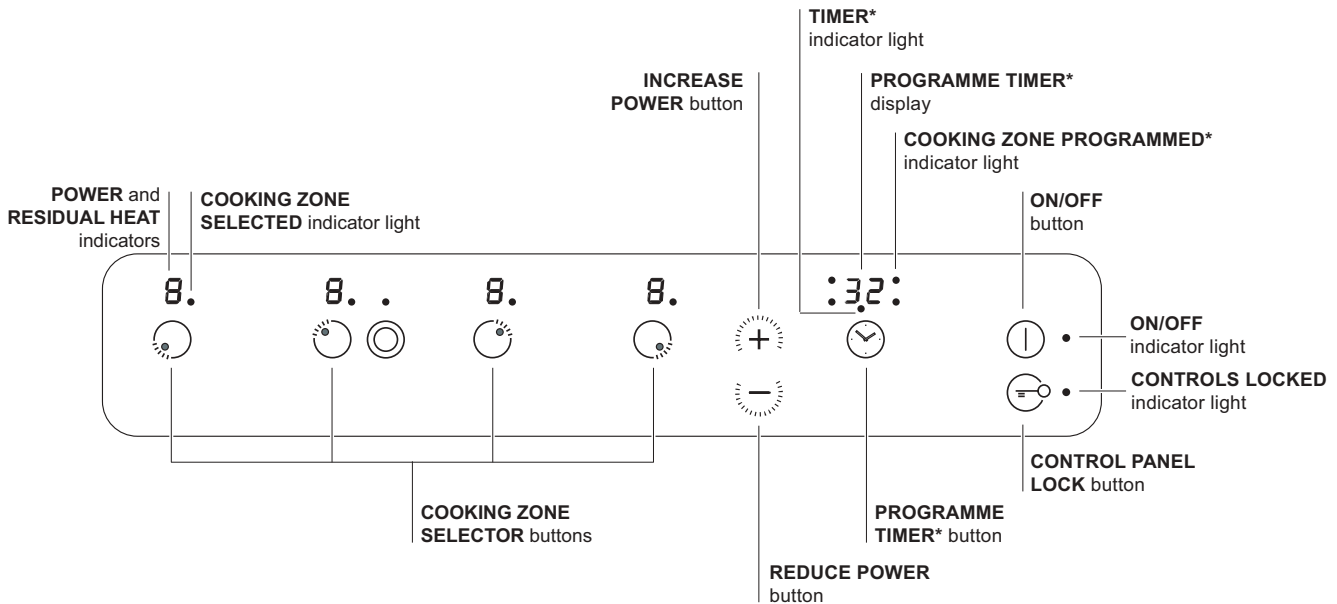 TIMER*
indicator light
INCREASE
POWER button
PROGRAMME TIMER*
display
COOKING ZONE PROGRAMMED*
indicator light
POWER and
RESIDUAL HEAT
indicators
COOKING ZONE
SELECTED indicator light
ON/OFF
button
8. 8. 8. 8. 32
ON/OFF
indicator light
CONTROLS LOCKED
indicator light
CONTROL PANEL
LOCK button
COOKING ZONE
SELECTOR buttons
PROGRAMME
TIMER* button
REDUCE POWER
button